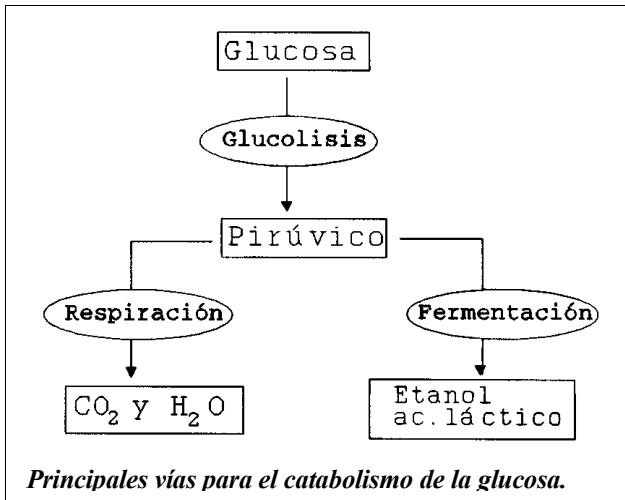 Glucosa
Glucolisis
Pirúvico
Respiración
Fermentación
CO₂ y H₂O
Etanol
ac.láctico
Principales vías para el catabolismo de la glucosa.